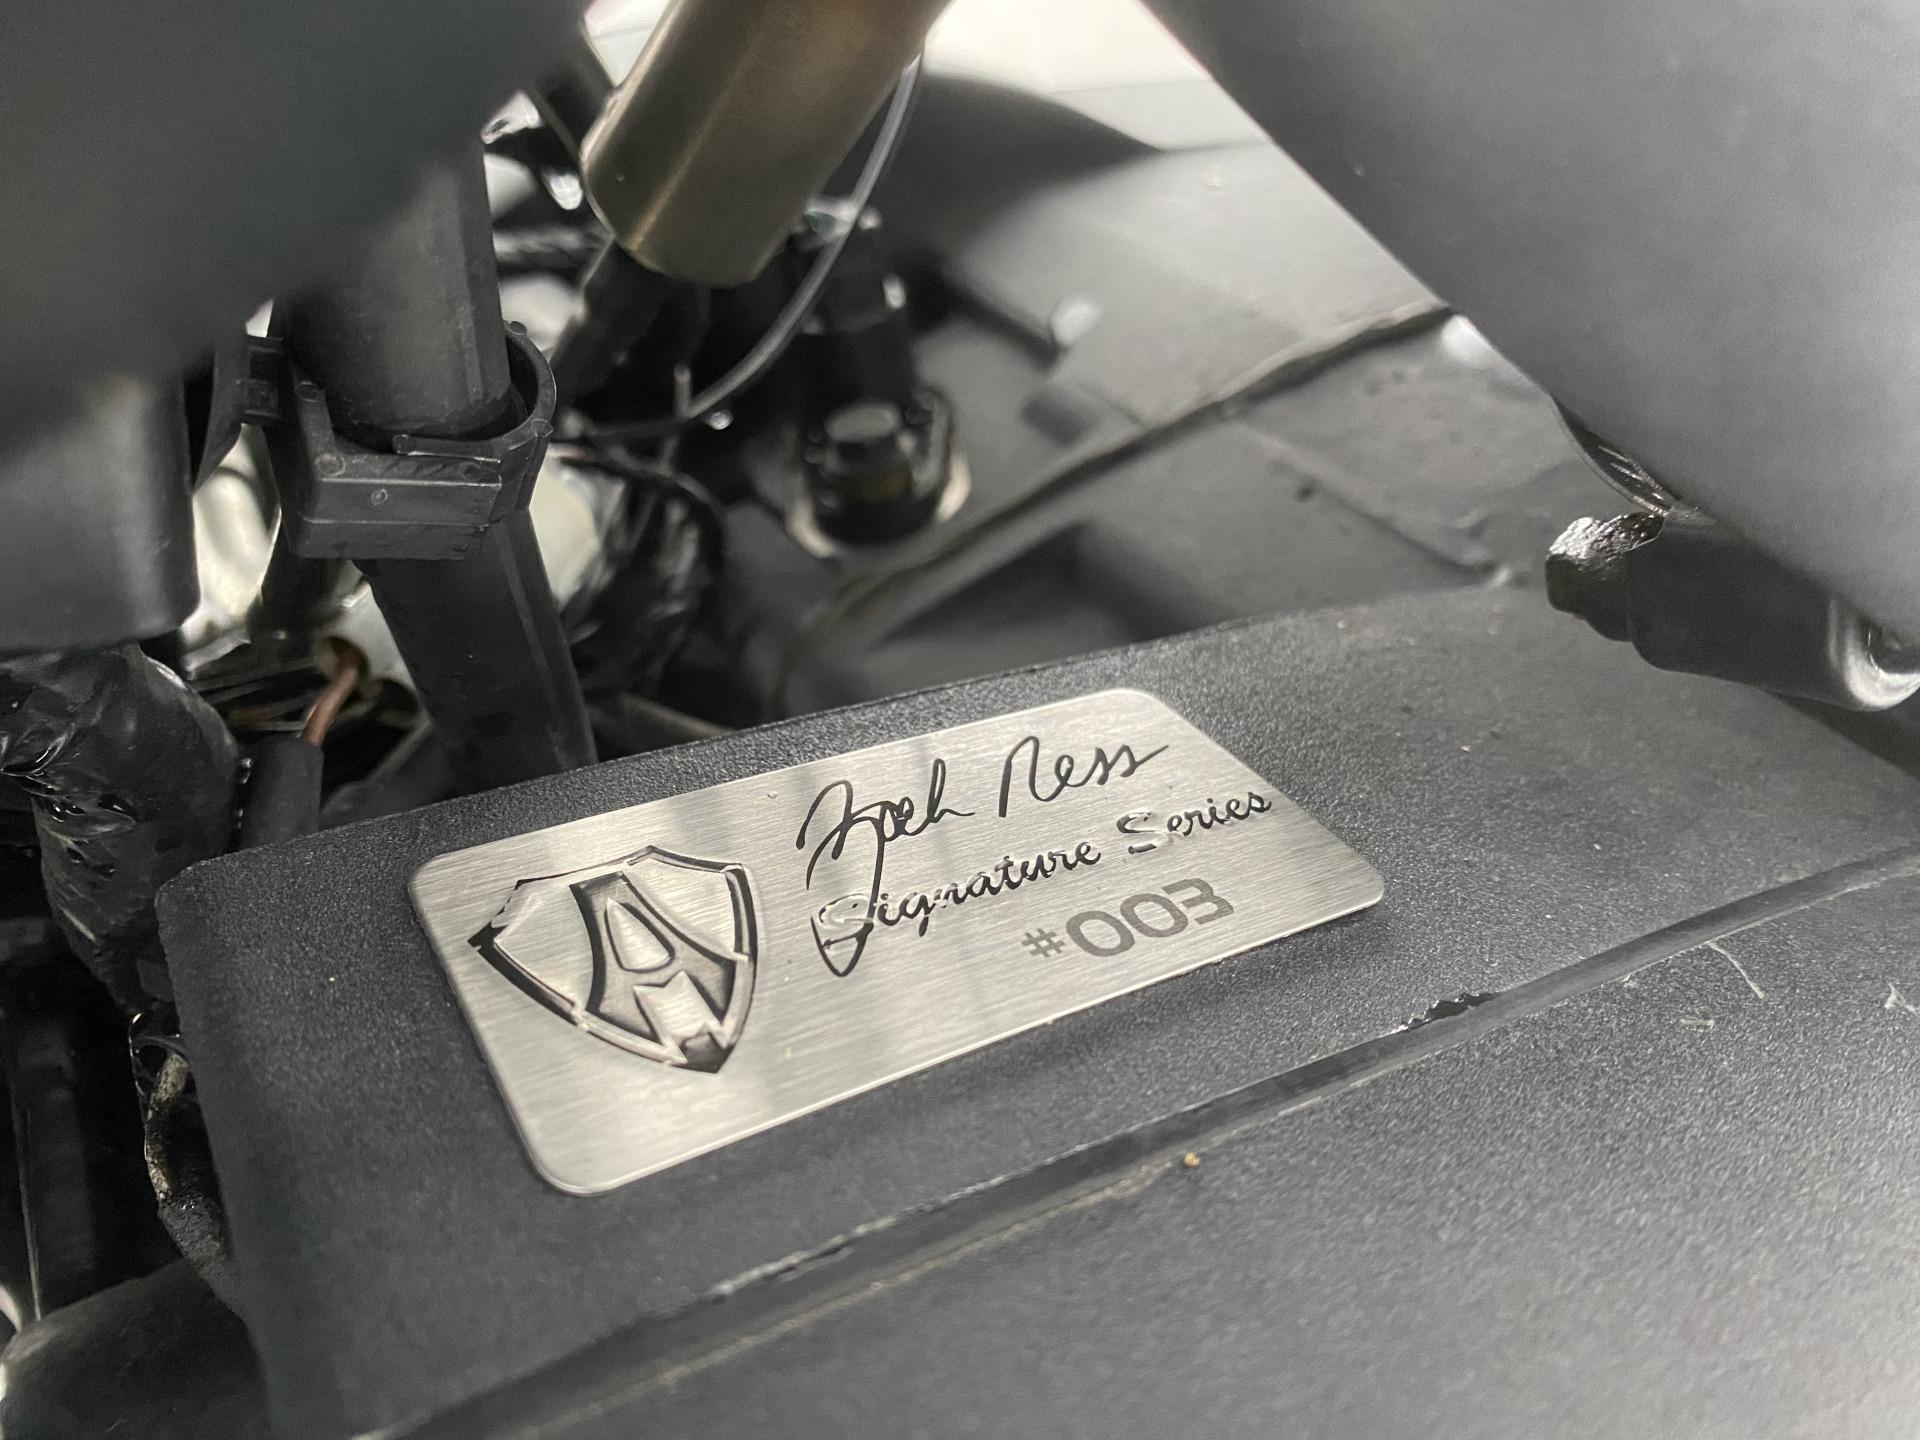 Zach Ness
Signature Series
#003